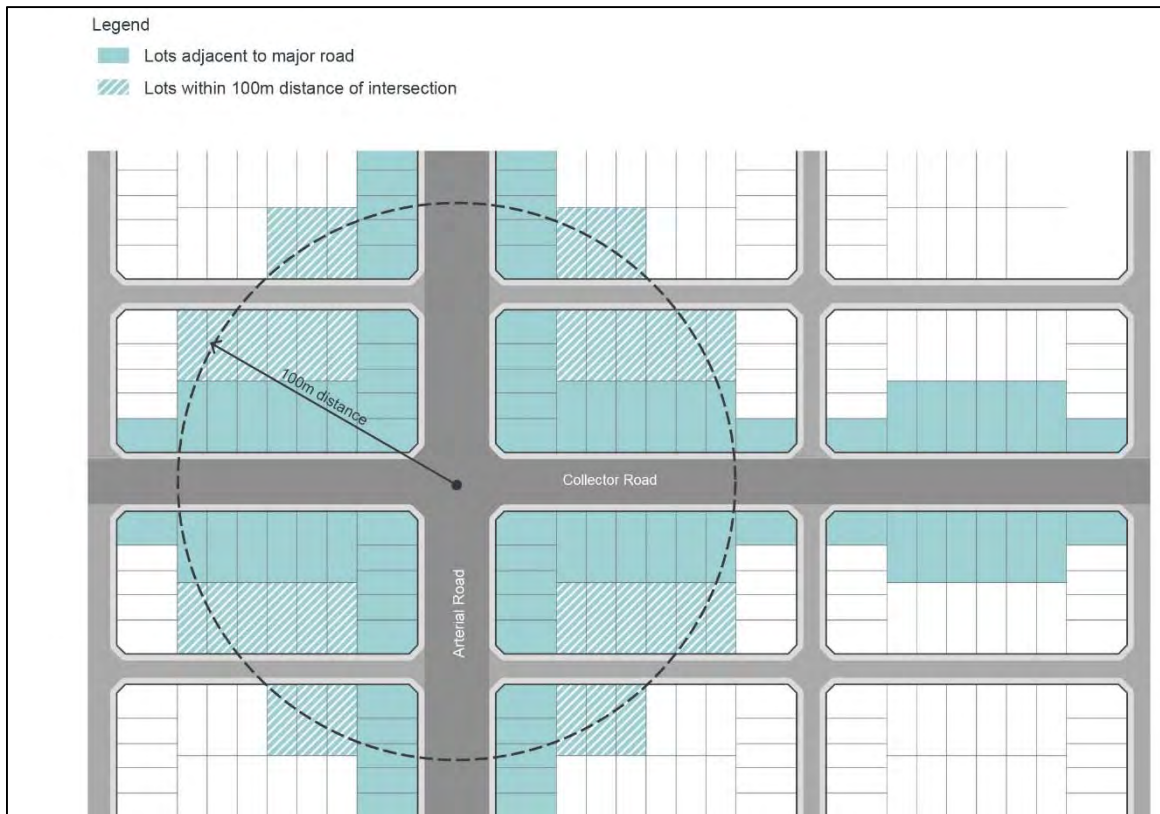 Legend
Lots adjacent to major road
Lots within 100m distance of intersection
100m distance
Collector Road
Arterial Road